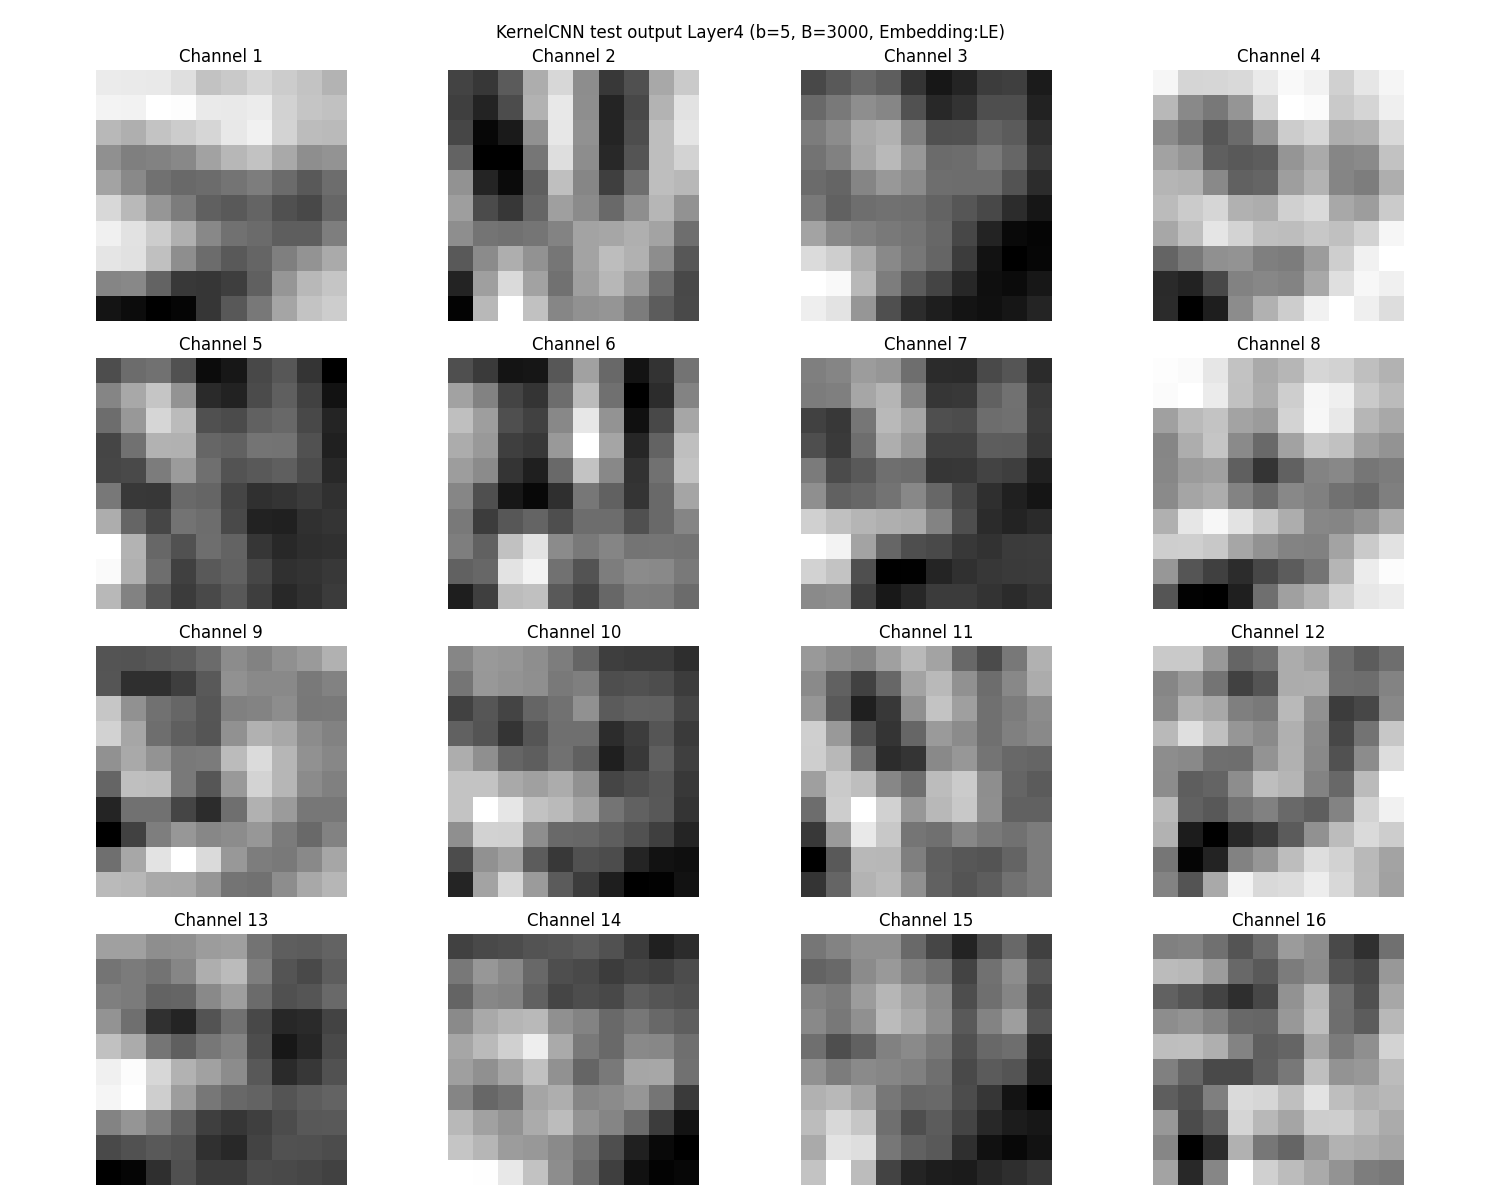 KernelCNN test output Layer4 (b=5, B=3000, Embedding:LE)
Channel 1
Channel 2
Channel 3
Channel 4
Channel 5
Channel 6
Channel 7
Channel 8
Channel 9
Channel 10
Channel 11
Channel 12
Channel 13
Channel 14
Channel 15
Channel 16